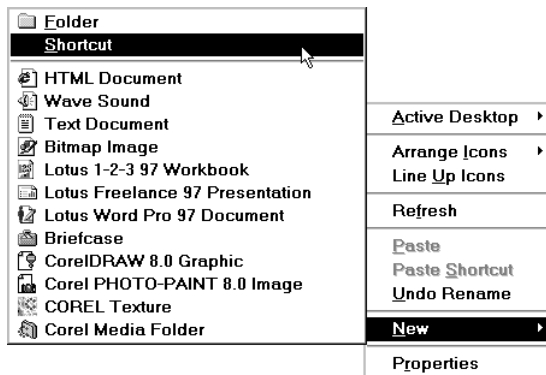 Folder
Shortcut
HTML Document
Wave Sound
Text Document
Bitmap Image
Lotus 1-2-3 97 Workbook
Lotus Freelance 97 Presentation
Lotus Word Pro 97 Document
Briefcase
CorelDRAW 8.0 Graphic
Corel PHOTO-PAINT 8.0 Image
COREL Texture
Corel Media Folder
Active Desktop
Arrange Icons
Line Up Icons
Refresh
Paste
Paste Shortcut
Undo Rename
New
Properties